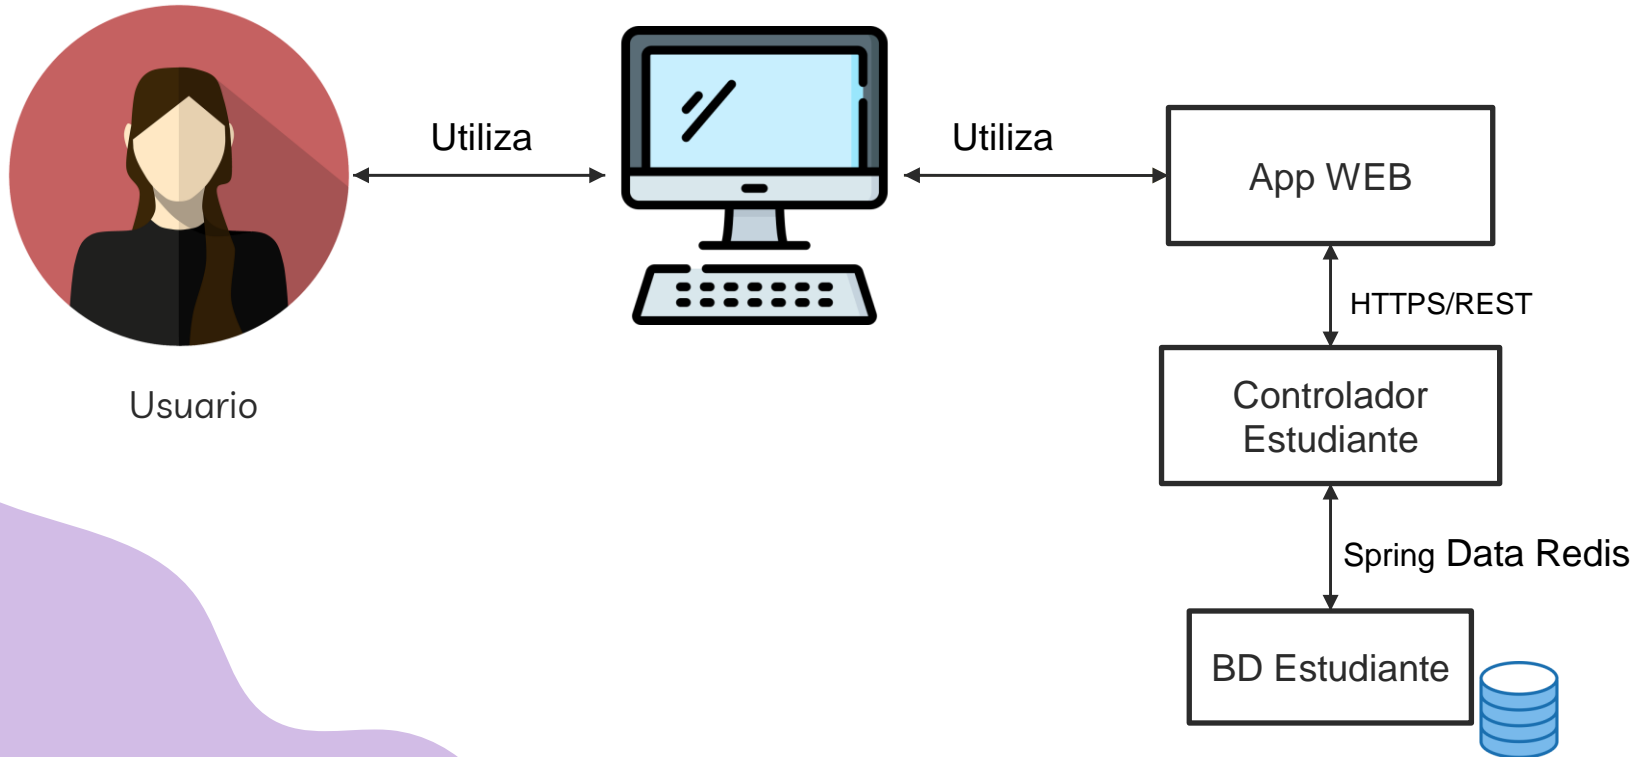 Utiliza
Utiliza
App WEB
HTTPS/REST
Usuario
Controlador
Estudiante
Spring Data Redis
BD Estudiante